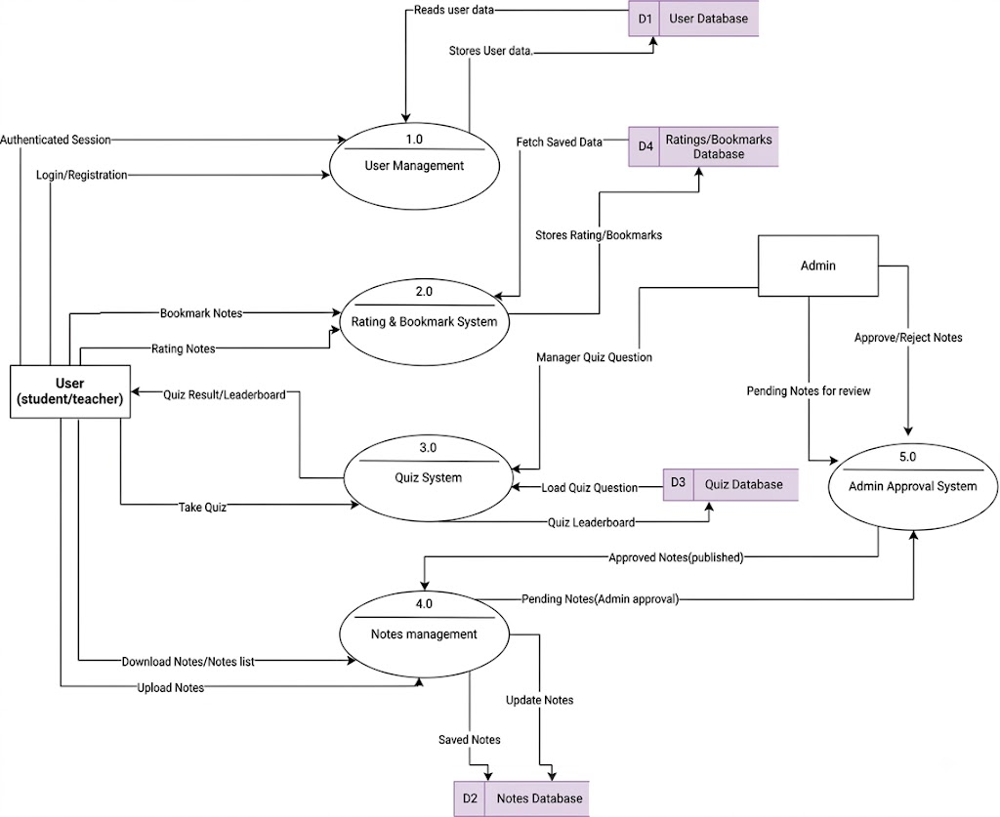 Reads user data
D1
User Database
Stores User data.
1.0
User Management
Authenticated Session
Login/Registration
Fetch Saved Data
D4
Ratings/Bookmarks
Database
Stores Rating/Bookmarks
Admin
2.0
Rating & Bookmark System
Bookmark Notes
Rating Notes
Approve/Reject Notes
Manager Quiz Question
Pending Notes for review
User
(student/teacher)
Quiz Result/Leaderboard
3.0
Quiz System
Take Quiz
Load Quiz Question
D3
Quiz Database
Quiz Leaderboard
5.0
Admin Approval System
Approved Notes(published)
Pending Notes(Admin approval)
4.0
Notes management
Download Notes/Notes list
Upload Notes
Update Notes
Saved Notes
D2
Notes Database